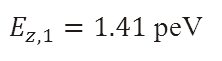 E_{z,1} = 1.41 peV